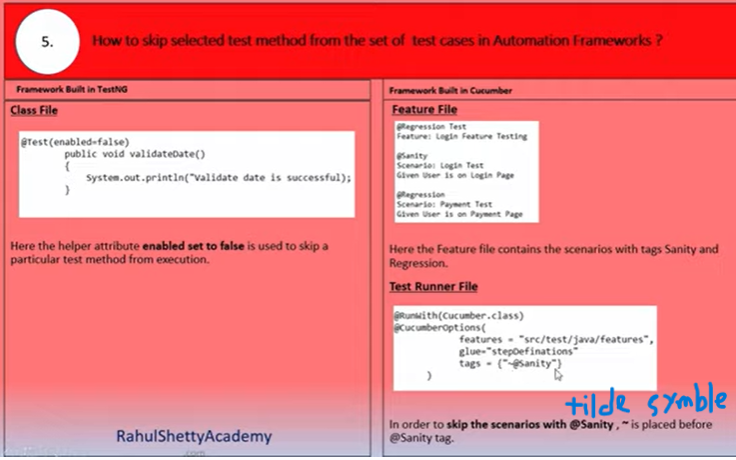 5.
How to skip selected test method from the set of test cases in Automation Frameworks ?
Framework Built in TestNG
Class File
@Test(enabled=false)
public void validateDate()
{
System.out.println("Validate date is successful);
}
Here the helper attribute enabled set to false is used to skip a
particular test method from execution.
RahulShettyAcademy
.com
Framework Built in Cucumber
Feature File
@Regression Test
Feature: Login Feature Testing
@Sanity
Scenario: Login Test
Given User is on Login Page
@Regression
Scenario: Payment Test
Given User is on Payment Page
Here the Feature file contains the scenarios with tags Sanity and
Regression.
Test Runner File
@RunWith(Cucumber.class)
@CucumberOptions(
features = "src/test/java/features",
glue="stepDefinations"
tags = {"~@Sanity"}
)
tilde symble
In order to skip the scenarios with @Sanity , ~ is placed before
@Sanity tag.